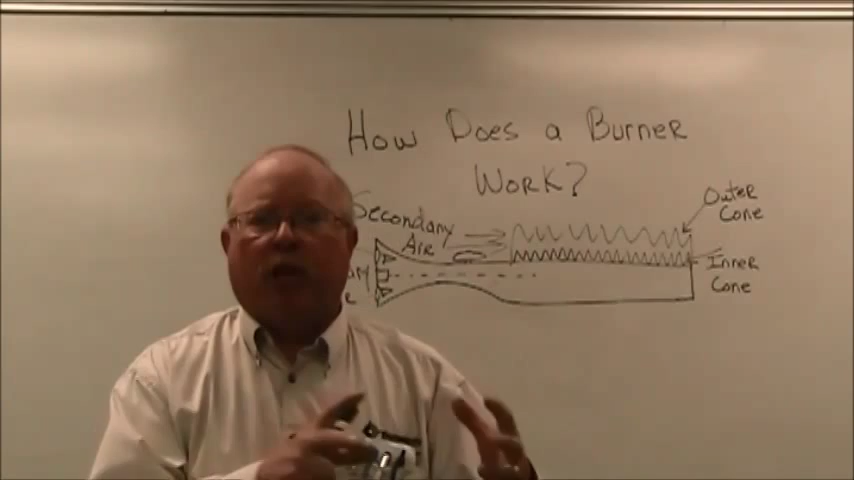 How Does a Burner
Work?
Secondary
Air
Outer
Cone
Inner
Cone